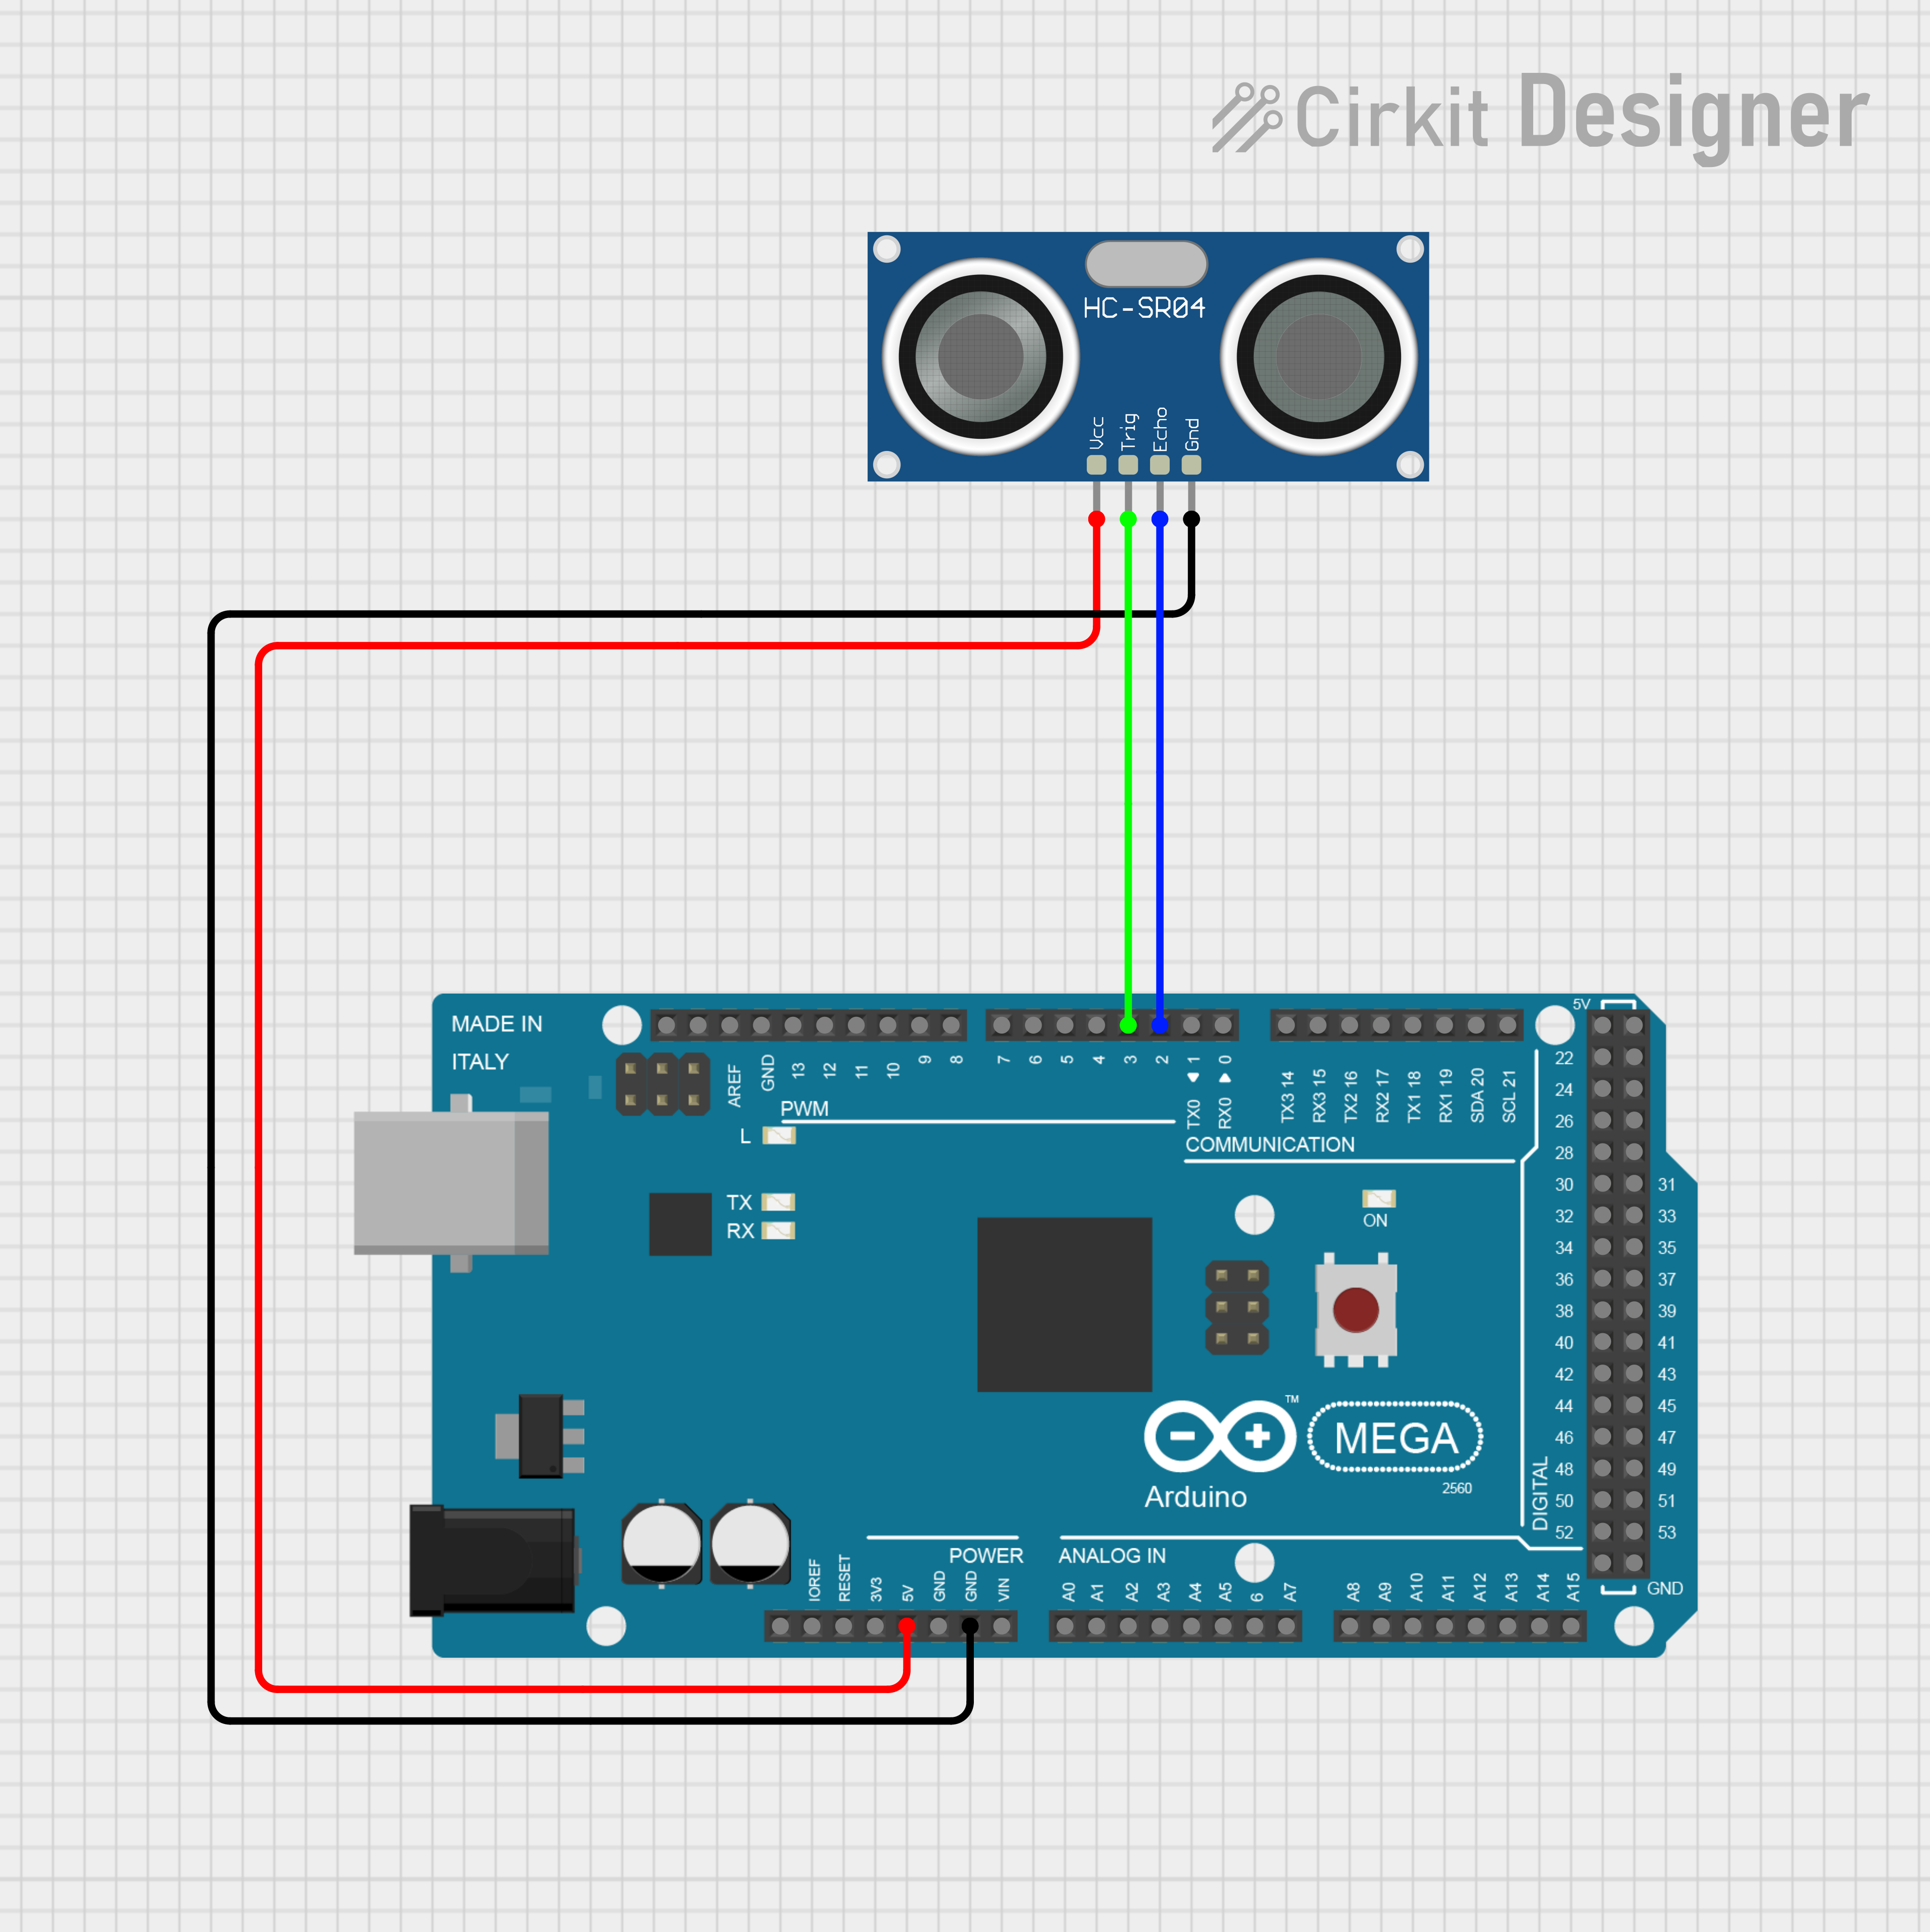 Cirkit Designer
HC-SR04
Vcc
Trig
Echo
Gnd
MADE IN
ITALY
AREF
GND
13
12
11
10
9
8
7
6
5
4
3
2
1
0
TX0
RX0
TX3 14
RX3 15
TX2 16
RX2 17
TX1 18
RX1 19
SDA 20
SCL 21
PWM
COMMUNICATION
L
TX
RX
ON
5V
22
24
26
28
30 31
32 33
34 35
36 37
38 39
40 41
42 43
44 45
46 47
48 49
50 51
52 53
GND
DIGITAL
TM
MEGA
2560
Arduino
POWER
ANALOG IN
IOREF
RESET
3V3
5V
GND
GND
VIN
A0
A1
A2
A3
A4
A5
6
A7
A8
A9
A10
A11
A12
A13
A14
A15